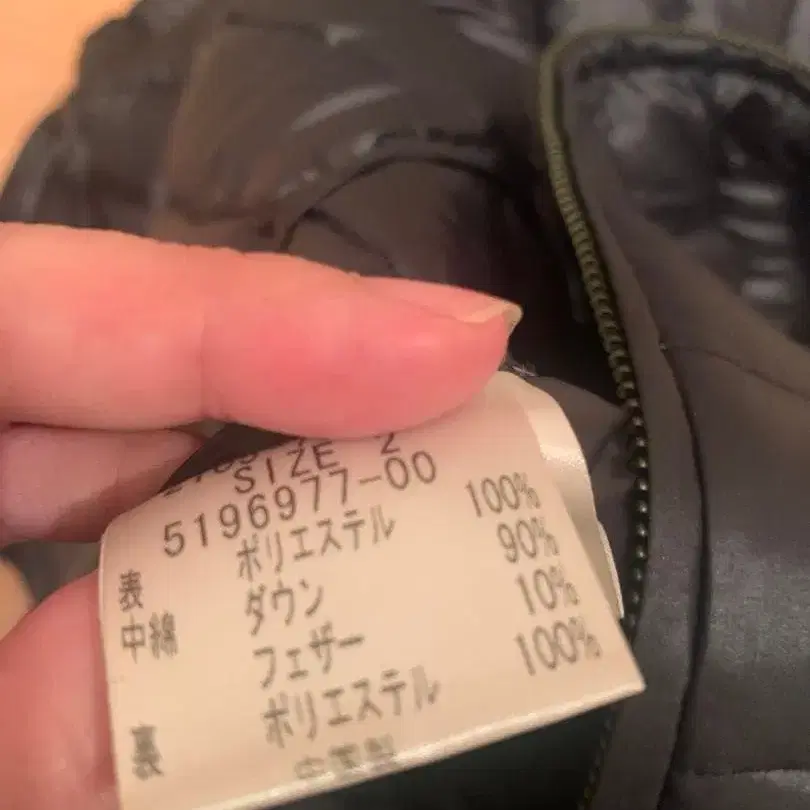 SIZE 2
5196977-00
表 ポリエステル 100%
中綿 ダウン 90%
フェザー 10%
裏 ポリエステル 100%